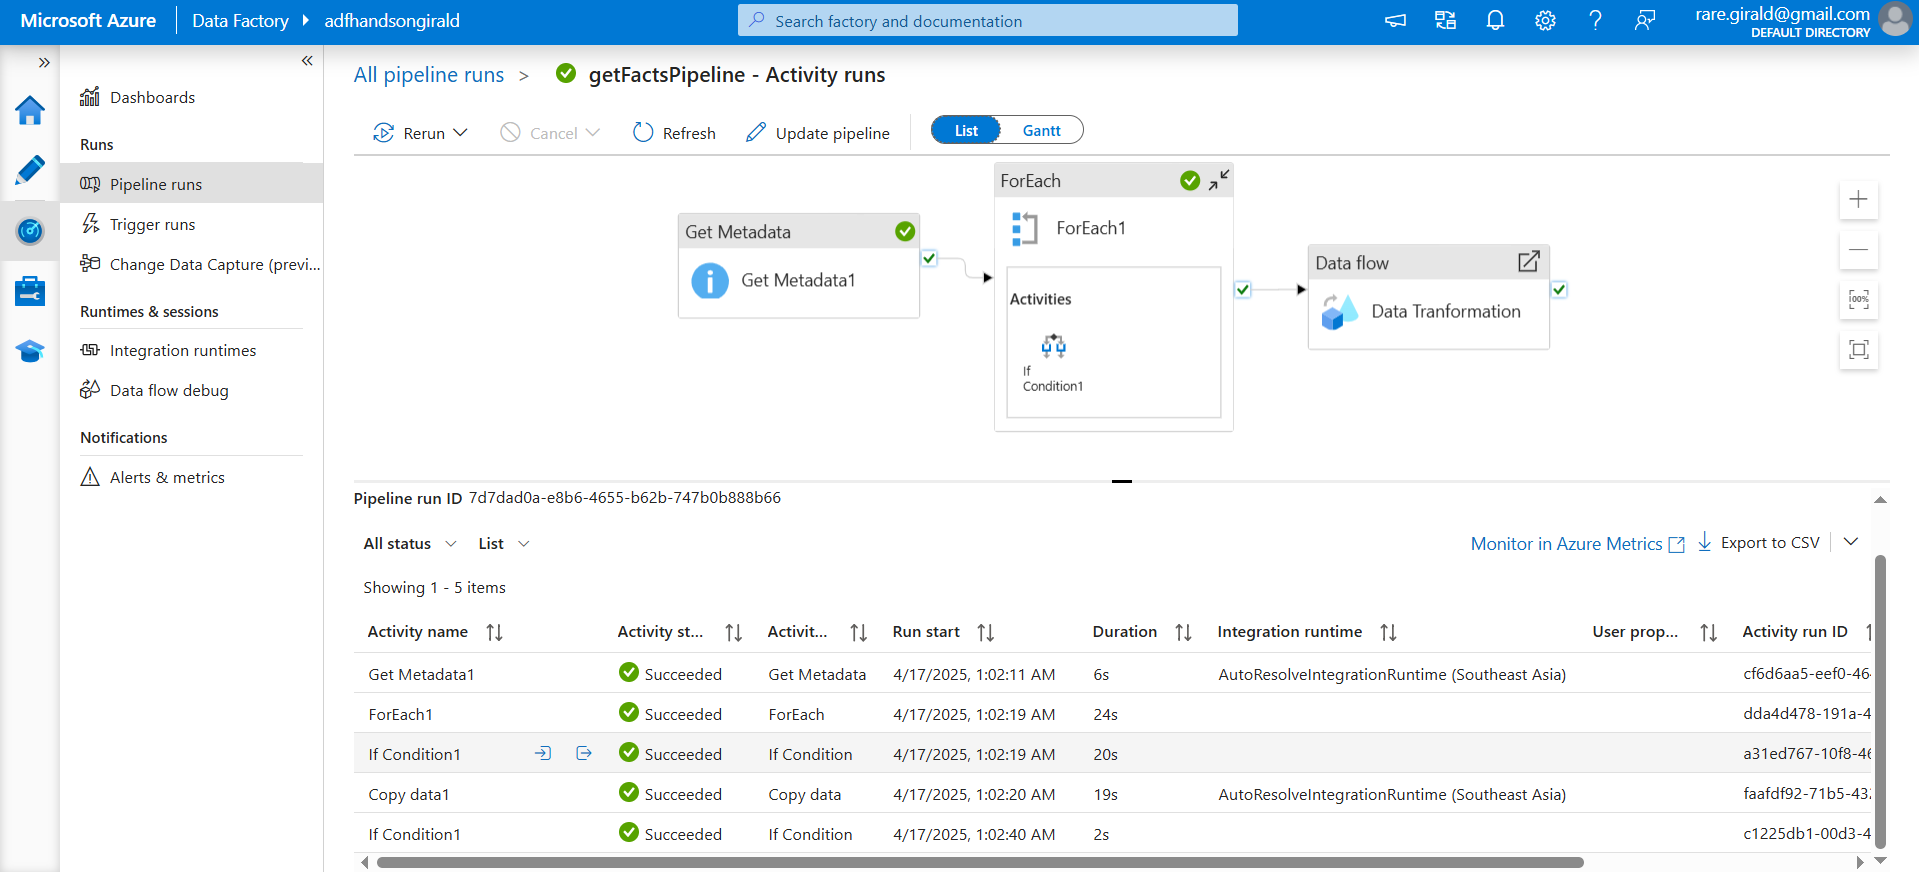 Microsoft Azure
Data Factory
adfhandsongirald
Search factory and documentation
rare.girald@gmail.com
DEFAULT DIRECTORY
Dashboards
Runs
Pipeline runs
Trigger runs
Change Data Capture (previ...
Runtimes & sessions
Integration runtimes
Data flow debug
Notifications
Alerts & metrics
All pipeline runs > getFactsPipeline - Activity runs
Rerun
Cancel
Refresh
Update pipeline
List
Gantt
Get Metadata
Get Metadata1
ForEach
ForEach1
Activities
If
Condition1
Data flow
Data Tranformation
100%
Pipeline run ID 7d7dad0a-e8b6-4655-b62b-747b0b888b66
All status
List
Monitor in Azure Metrics
Export to CSV
Showing 1 - 5 items
Activity name Activity st... Activit... Run start Duration Integration runtime User prop... Activity run ID
Get Metadata1 Succeeded Get Metadata 4/17/2025, 1:02:11 AM 6s AutoResolveIntegrationRuntime (Southeast Asia) cf6d6aa5-eef0-46
ForEach1 Succeeded ForEach 4/17/2025, 1:02:19 AM 24s dda4d478-191a-4
If Condition1 Succeeded If Condition 4/17/2025, 1:02:19 AM 20s a31ed767-10f8-46
Copy data1 Succeeded Copy data 4/17/2025, 1:02:20 AM 19s AutoResolveIntegrationRuntime (Southeast Asia) faafdf92-71b5-43
If Condition1 Succeeded If Condition 4/17/2025, 1:02:40 AM 2s c1225db1-00d3-4